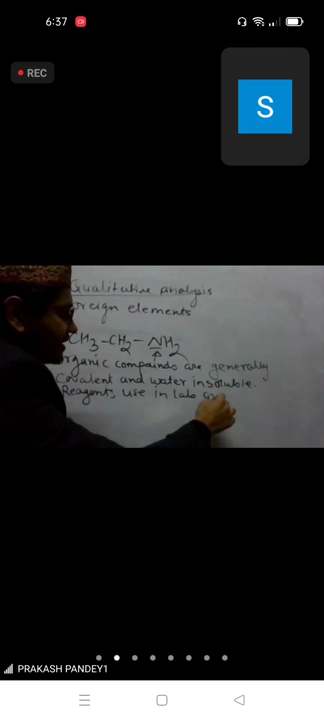 6:37
REC
S
Qualitative Analysis
oreign elements
CH3-CH2-NH2
organic compounds are generally
Covalent and water insoluble.
Reagents use in lab
PRAKASH PANDEY1